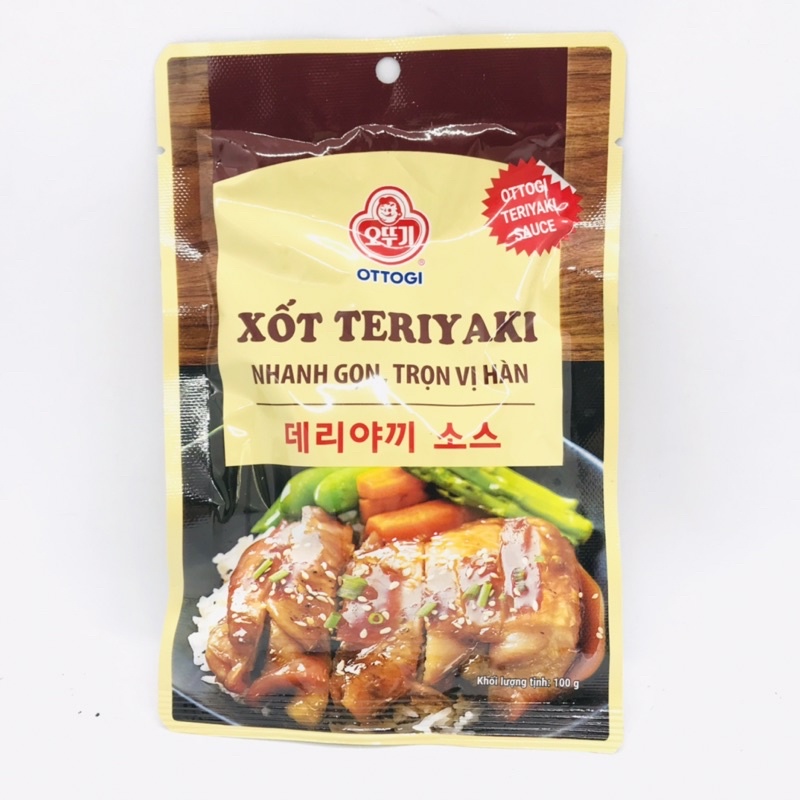 오뚜기
OTTOGI
OTTOGI
TERIYAKI
SAUCE
XỐT TERIYAKI
NHANH GỌN, TRỌN VỊ HÀN
데리야끼 소스
Khối lượng tịnh: 100 g